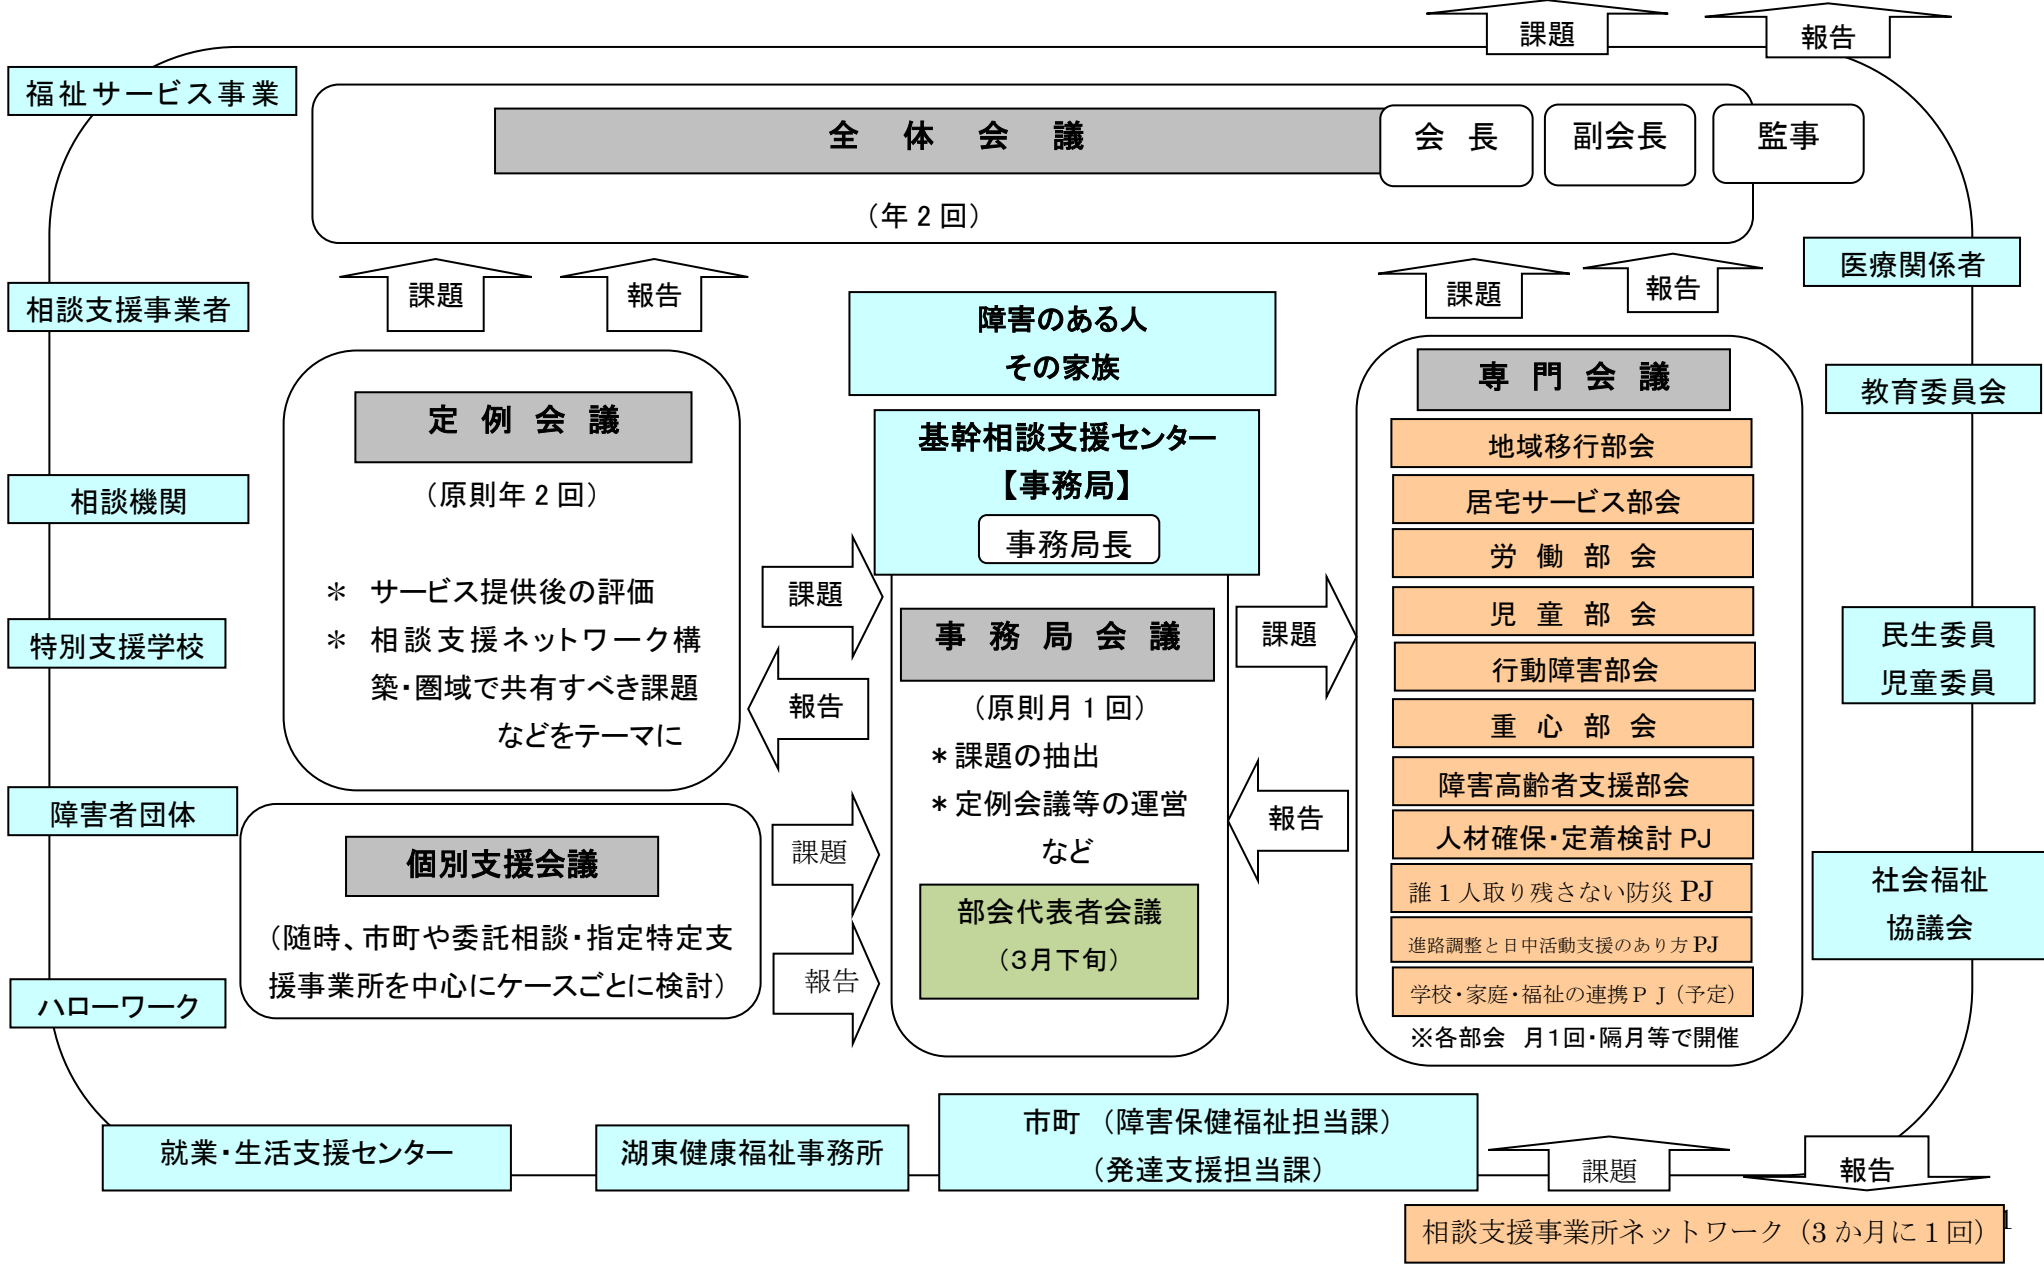 課題
報告
福祉サービス事業
全 体 会 議
会 長
副会長
監事
（年２回）
医療関係者
相談支援事業者
課題
報告
課題
報告
障害のある人
その家族
専 門 会 議
教育委員会
定 例 会 議
（原則年２回）
＊ サービス提供後の評価
＊ 相談支援ネットワーク構
築・圏域で共有すべき課題
などをテーマに
基幹相談支援センター
【事務局】
事務局長
地域移行部会
居宅サービス部会
労 働 部 会
児 童 部 会
行動障害部会
重 心 部 会
障害高齢者支援部会
人材確保・定着検討 PJ
誰１人取り残さない防災 PJ
進路調整と日中活動支援のあり方 PJ
学校・家庭・福祉の連携ＰＪ（予定）
※各部会 月１回・隔月等で開催
相談機関
課題
報告
事 務 局 会 議
（原則月１回）
＊課題の抽出
＊定例会議等の運営
など
課題
報告
特別支援学校
民生委員
児童委員
障害者団体
個別支援会議
（随時、市町や委託相談・指定特定支
援事業所を中心にケースごとに検討）
課題
報告
部会代表者会議
（３月下旬）
社会福祉
協議会
ハローワーク
就業・生活支援センター
湖東健康福祉事務所
市町 （障害保健福祉担当課）
（発達支援担当課）
課題
報告
相談支援事業所ネットワーク（３か月に１回）
1